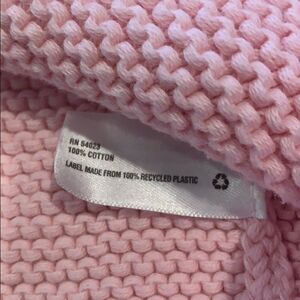 RN 54023
100% COTTON
LABEL MADE FROM 100% RECYCLED PLASTIC